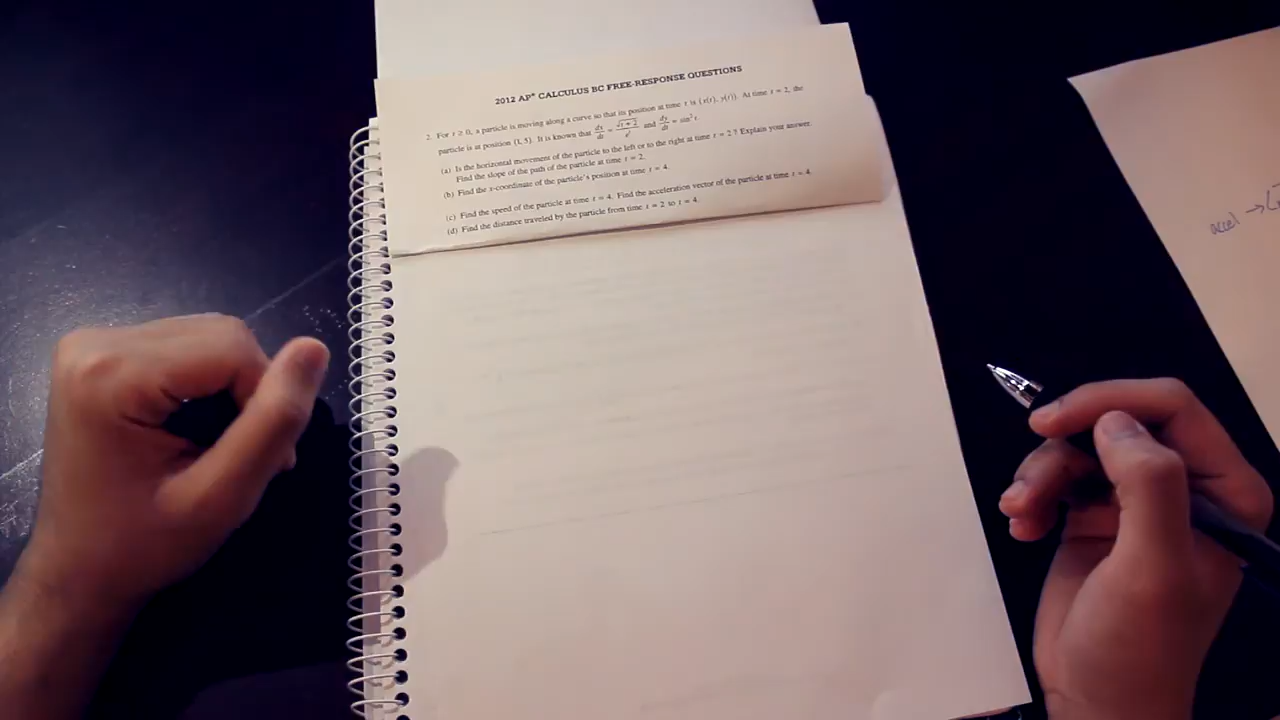 2012 AP® CALCULUS BC FREE-RESPONSE QUESTIONS
2. For t ≥ 0, a particle is moving along a curve so that its position at time t is (x(t), y(t)). At time t = 2, the
particle is at position (1, 5). It is known that dx/dt = √(t + 2)/e^t and dy/dt = sin² t.
(a) Is the horizontal movement of the particle to the left or to the right at time t = 2 ? Explain your answer.
Find the slope of the path of the particle at time t = 2.
(b) Find the x-coordinate of the particle's position at time t = 4.
(c) Find the speed of the particle at time t = 4. Find the acceleration vector of the particle at time t = 4.
(d) Find the distance traveled by the particle from time t = 2 to t = 4.
accel → [